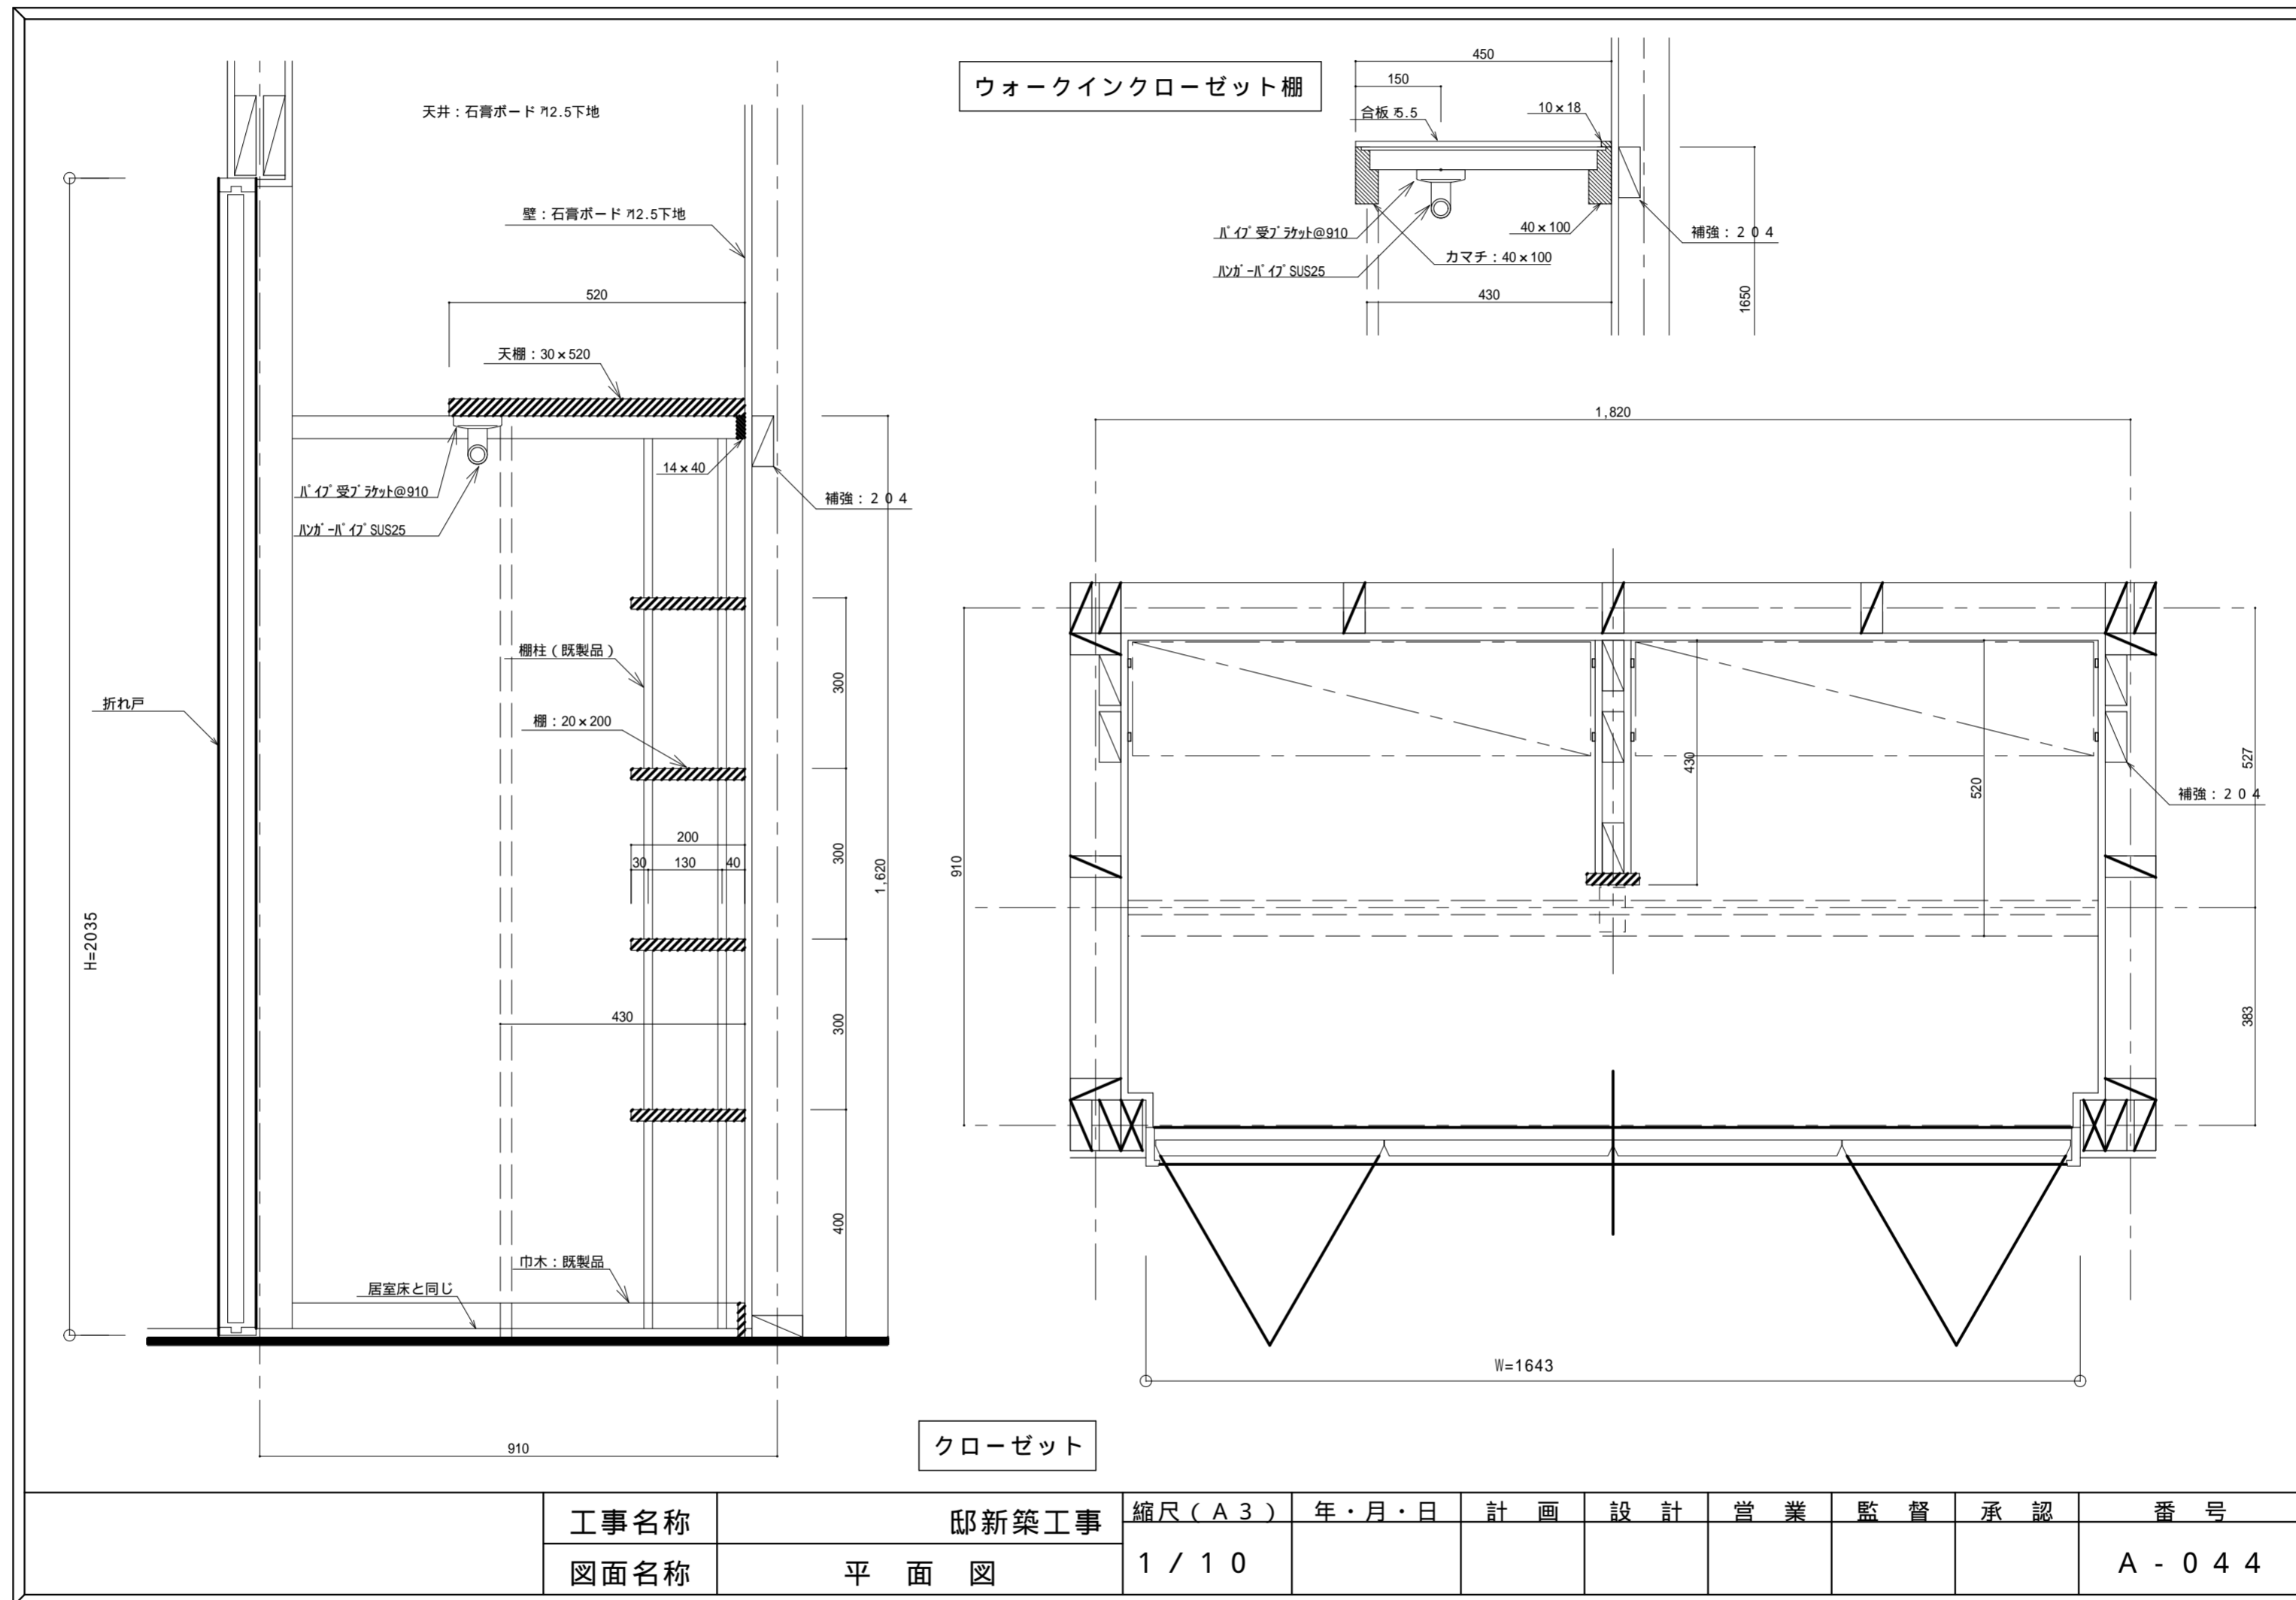 天井：石膏ボード ｱ12.5下地
壁：石膏ボード ｱ12.5下地
520
天棚：30×520
14×40
ﾊﾟｲﾌﾟ受ﾌﾞﾗｹｯﾄ@910
ﾊﾝｶﾞｰﾊﾟｲﾌﾟSUS25
補強：２０４
棚柱（既製品）
折れ戸
棚：20×200
300
200
30
130
40
300
1,620
H=2035
430
300
400
巾木：既製品
居室床と同じ
910
ウォークインクローゼット棚
450
150
合板 5.5
10×18
ﾊﾟｲﾌﾟ受ﾌﾞﾗｹｯﾄ@910
40×100
補強：２０４
カマチ：40×100
ﾊﾝｶﾞｰﾊﾟｲﾌﾟSUS25
430
1650
1,820
430
520
527
補強：２０４
910
383
W=1643
クローゼット
工事名称
邸新築工事
図面名称
平　面　図
縮尺（Ａ３）
１／１０
年・月・日
計　画
設　計
営　業
監　督
承　認
番　号
Ａ－０４４